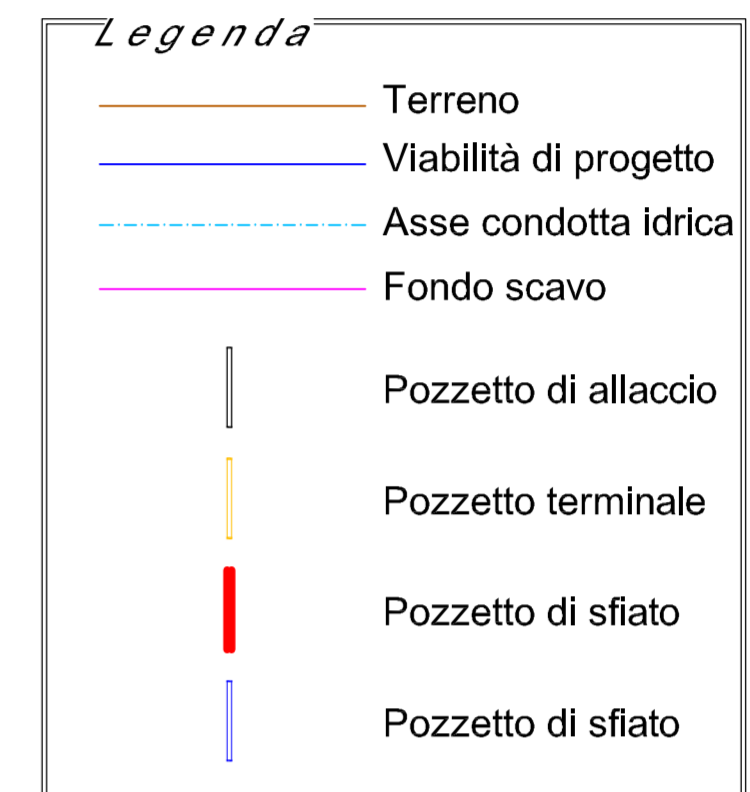 Legenda
Terreno
Viabilità di progetto
Asse condotta idrica
Fondo scavo
Pozzetto di allaccio
Pozzetto terminale
Pozzetto di sfiato
Pozzetto di sfiato